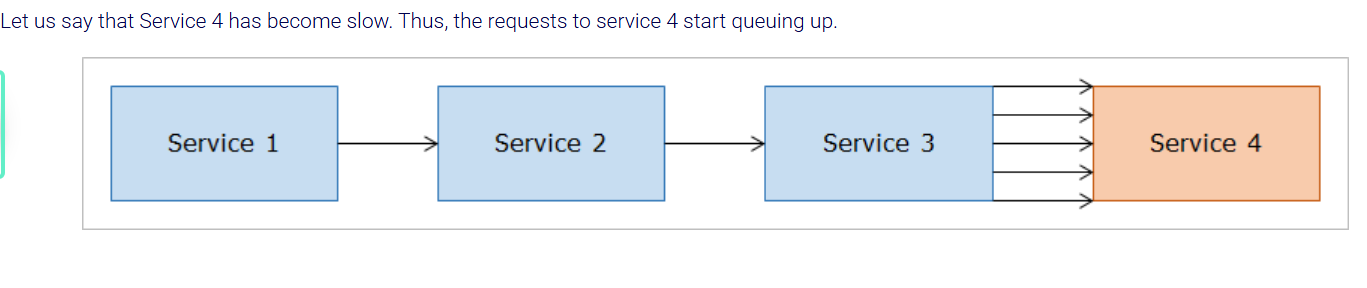 Let us say that Service 4 has become slow. Thus, the requests to service 4 start queuing up.
Service 1
Service 2
Service 3
Service 4